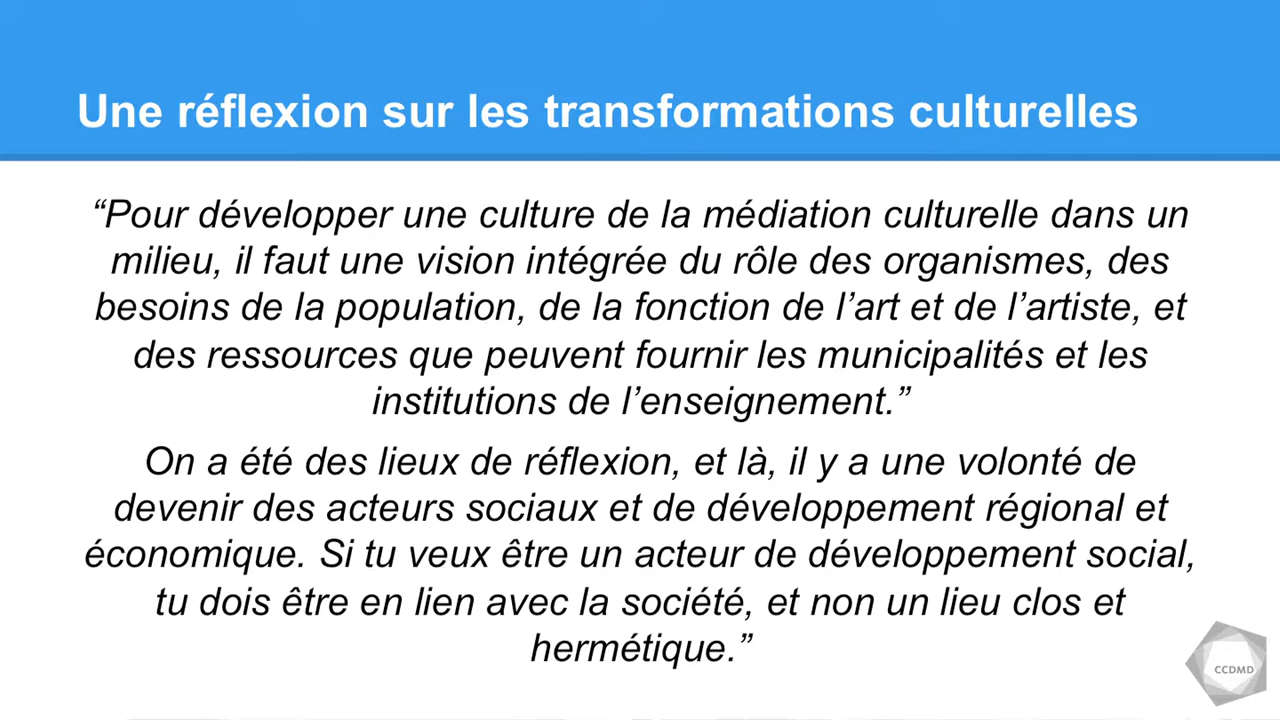 Une réflexion sur les transformations culturelles
“Pour développer une culture de la médiation culturelle dans un
milieu, il faut une vision intégrée du rôle des organismes, des
besoins de la population, de la fonction de l’art et de l’artiste, et
des ressources que peuvent fournir les municipalités et les
institutions de l’enseignement.”
On a été des lieux de réflexion, et là, il y a une volonté de
devenir des acteurs sociaux et de développement régional et
économique. Si tu veux être un acteur de développement social,
tu dois être en lien avec la société, et non un lieu clos et
hermétique.”
CCDMD